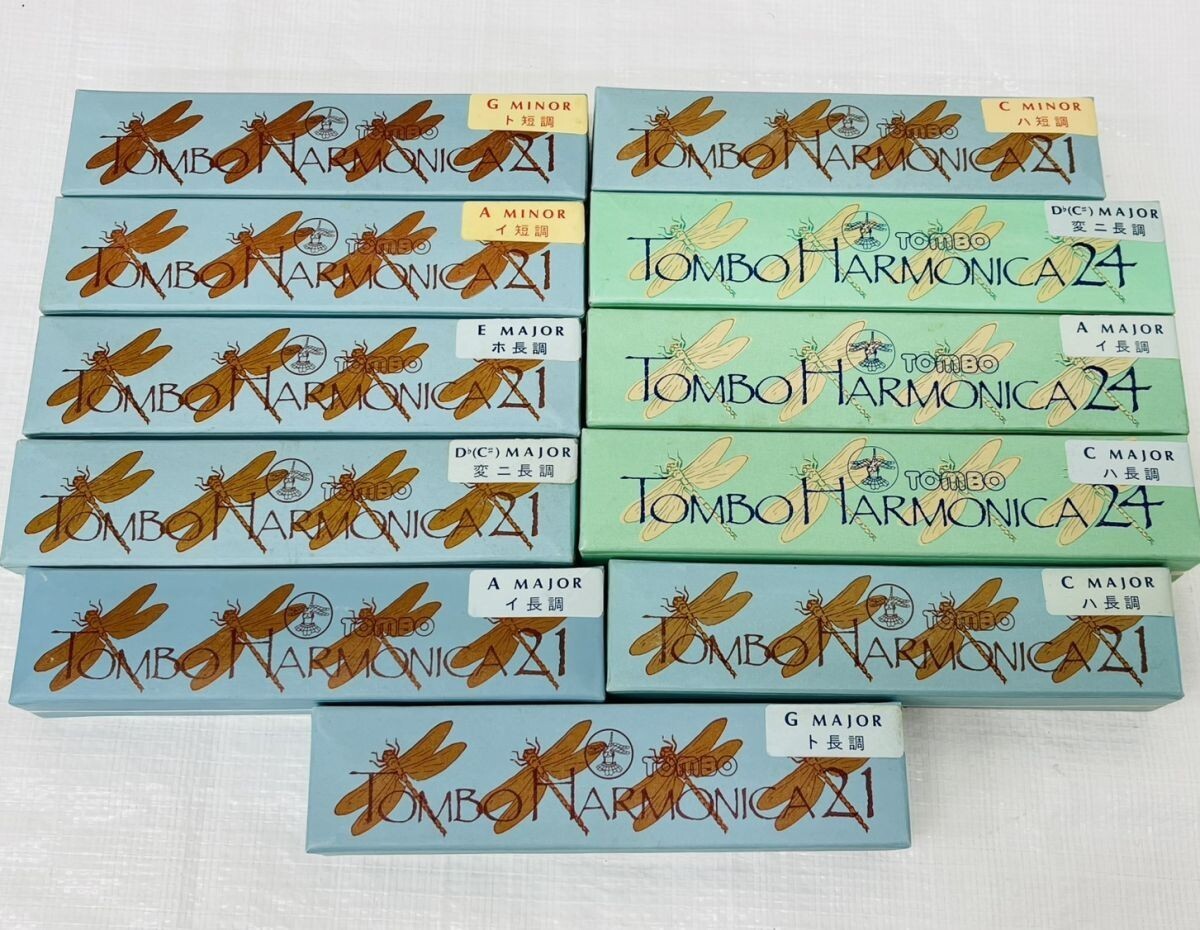 G MINOR
ト短調
TOMBO
TOMBO HARMONICA 21
C MINOR
ハ短調
TOMBO
TOMBO HARMONICA 21
A MINOR
イ短調
TOMBO
TOMBO HARMONICA 21
D♭(C♯) MAJOR
変ニ長調
TOMBO
TOMBO HARMONICA 24
E MAJOR
ホ長調
TOMBO
TOMBO HARMONICA 21
A MAJOR
イ長調
TOMBO
TOMBO HARMONICA 24
D♭(C♯) MAJOR
変ニ長調
TOMBO
TOMBO HARMONICA 21
C MAJOR
ハ長調
TOMBO
TOMBO HARMONICA 24
A MAJOR
イ長調
TOMBO
TOMBO HARMONICA 21
C MAJOR
ハ長調
TOMBO
TOMBO HARMONICA 21
G MAJOR
ト長調
TOMBO
TOMBO HARMONICA 21